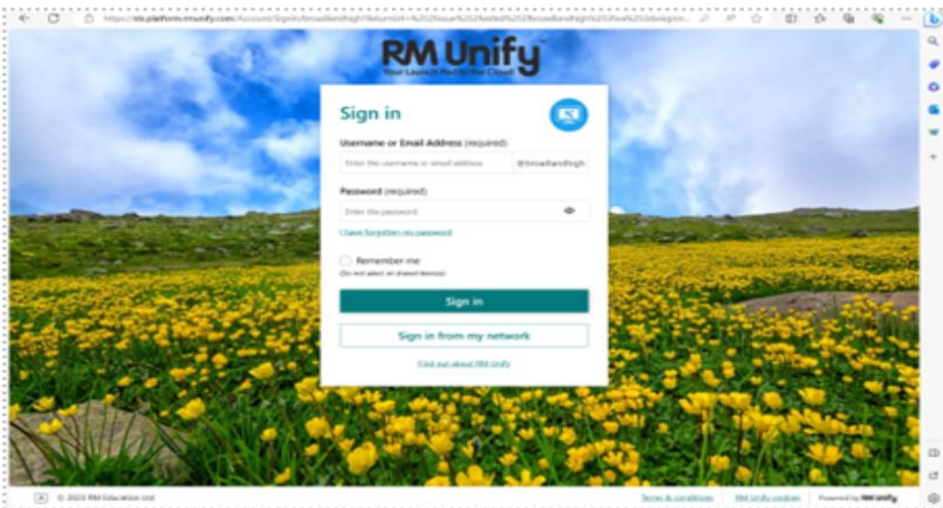 RM Unify
Your Launch Pad to the Cloud
Sign in
Username or Email Address (required)
Enter the username or email address @broadlandhigh
Password (required)
Enter the password
I have forgotten my password
Remember me
(Do not select on shared devices)
Sign in
Sign in from my network
Find out about RM Unify
© 2023 RM Education Ltd Terms & conditions RM Unify cookies Powered by RM Unify